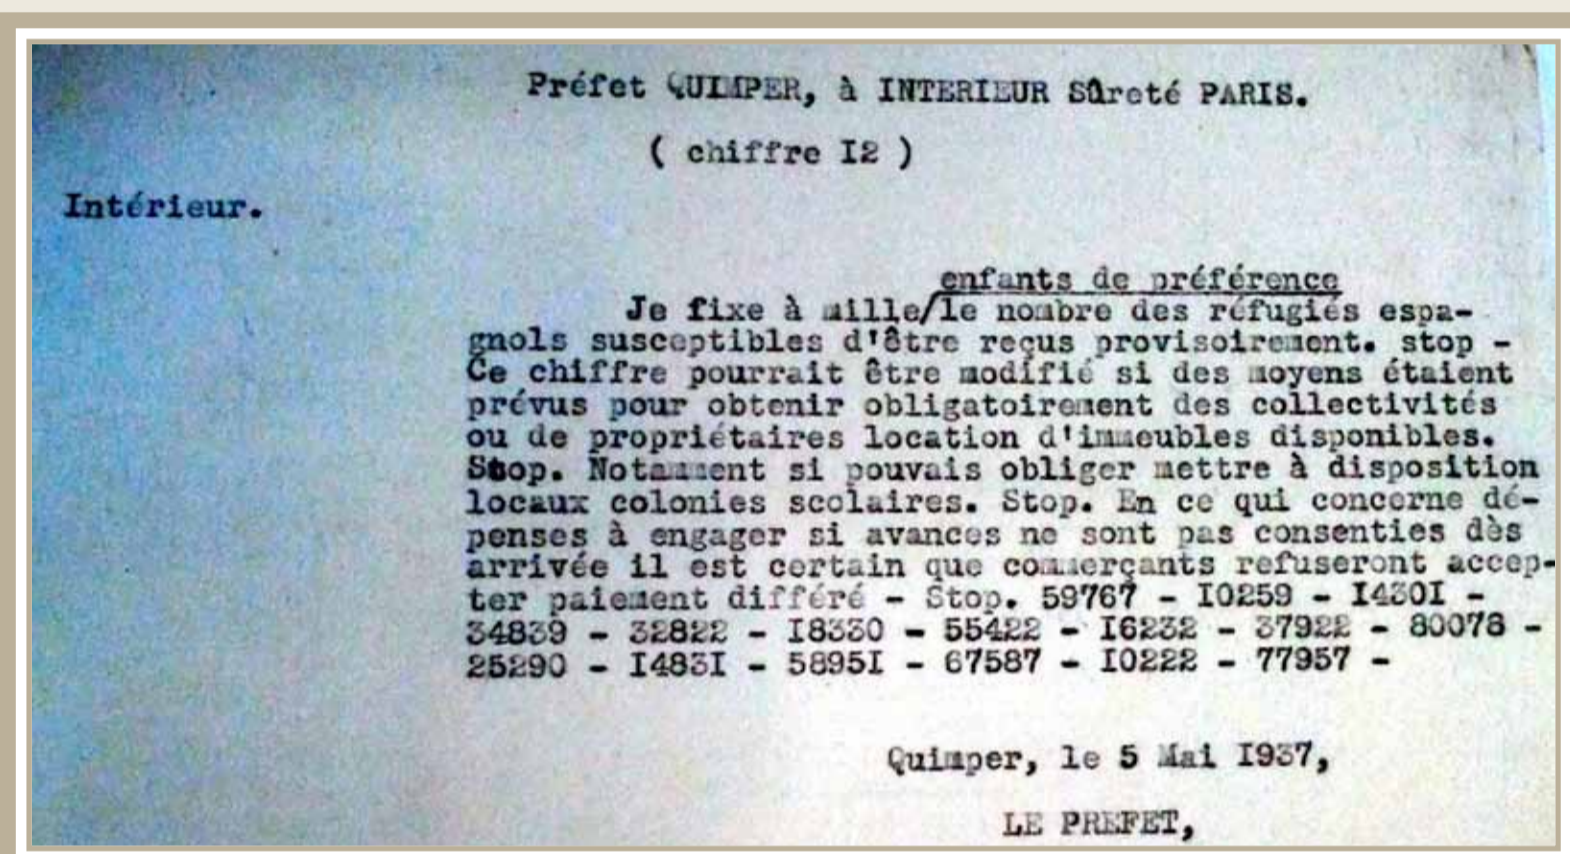 Préfet QUIMPER, à INTERIEUR Sûreté PARIS.
( chiffre I2 )
Intérieur.
enfants de préférence
Je fixe à mille/le nombre des réfugiés espa-
gnols susceptibles d'être reçus provisoirement. stop -
Ce chiffre pourrait être modifié si des moyens étaient
prévus pour obtenir obligatoirement des collectivités
ou de propriétaires location d'immeubles disponibles.
Stop. Notamment si pouvais obliger mettre à disposition
locaux colonies scolaires. Stop. En ce qui concerne dé-
penses à engager si avances ne sont pas consenties dès
arrivée il est certain que commerçants refuseront accep-
ter paiement différé - Stop. 59767 - I0259 - I430I -
34839 - 32822 - I8330 - 55422 - I6232 - 37922 - 80078 -
25290 - I483I - 5895I - 67587 - I0222 - 77957 -
Quimper, le 5 Mai I937,
LE PREFET,